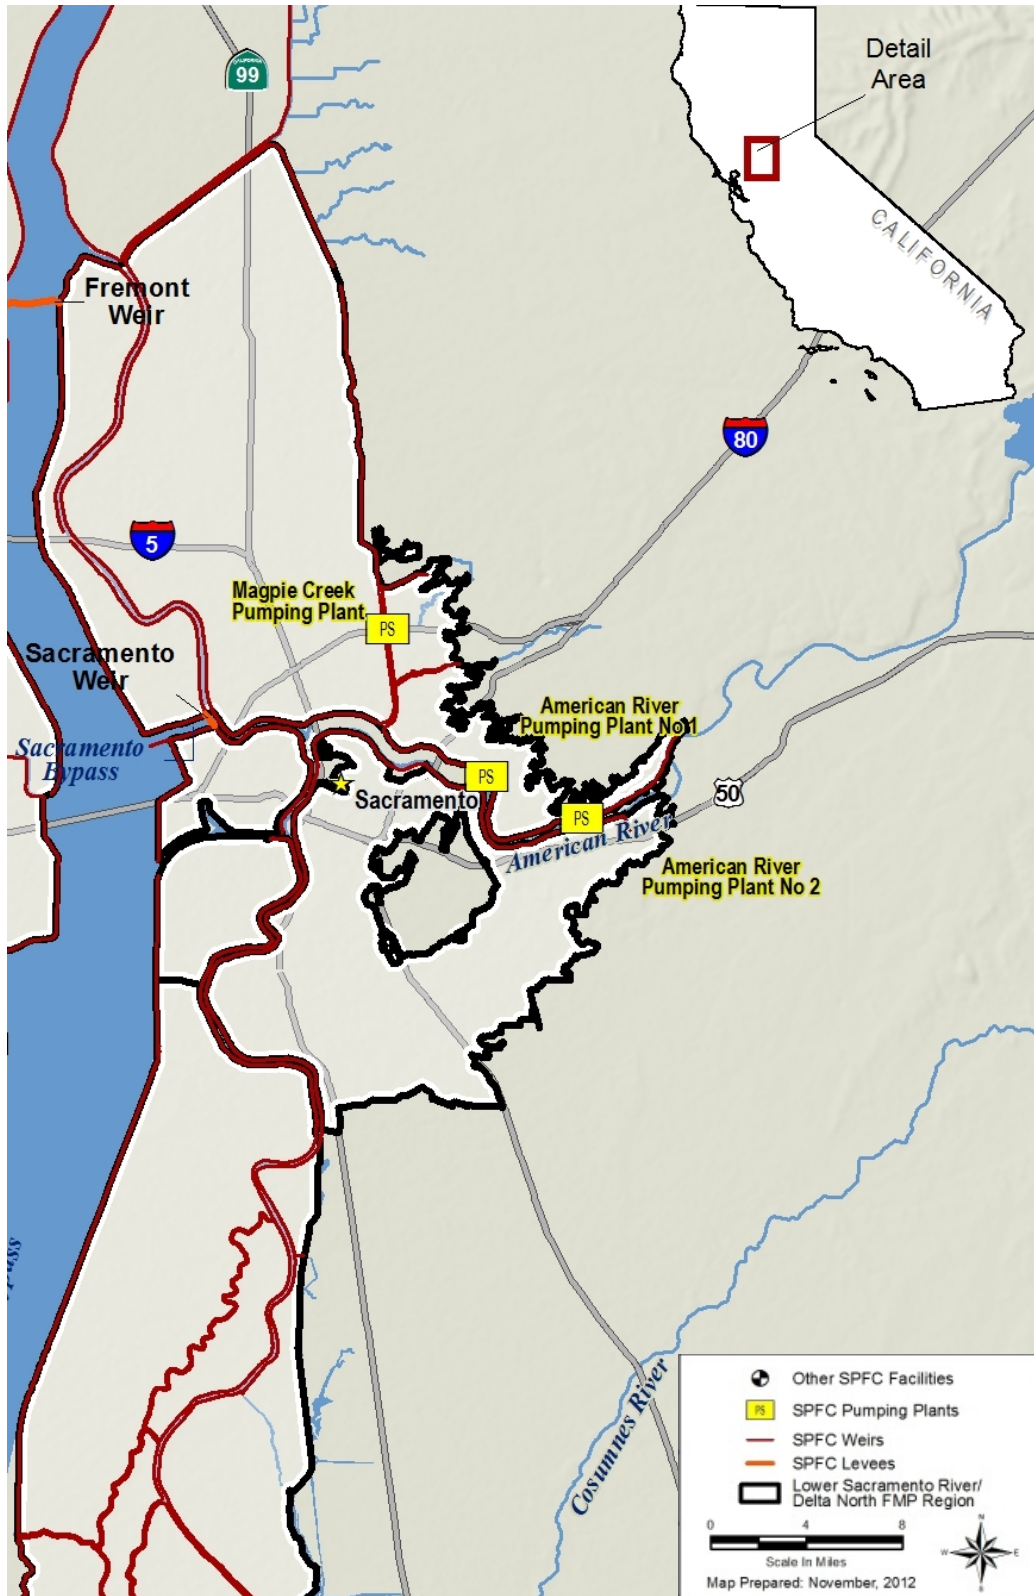 CALIFORNIA
99
Detail
Area
CALIFORNIA
Fremont
Weir
80
5
Magpie Creek
Pumping Plant
PS
Sacramento
Weir
American River
Pumping Plant No 1
Sacramento
Bypass
PS
Sacramento
50
PS
American River
American River
Pumping Plant No 2
Cosumnes River
Other SPFC Facilities
PS SPFC Pumping Plants
SPFC Weirs
SPFC Levees
Lower Sacramento River/
Delta North FMP Region
0 4 8
Scale In Miles
N
W E
S
Map Prepared: November, 2012